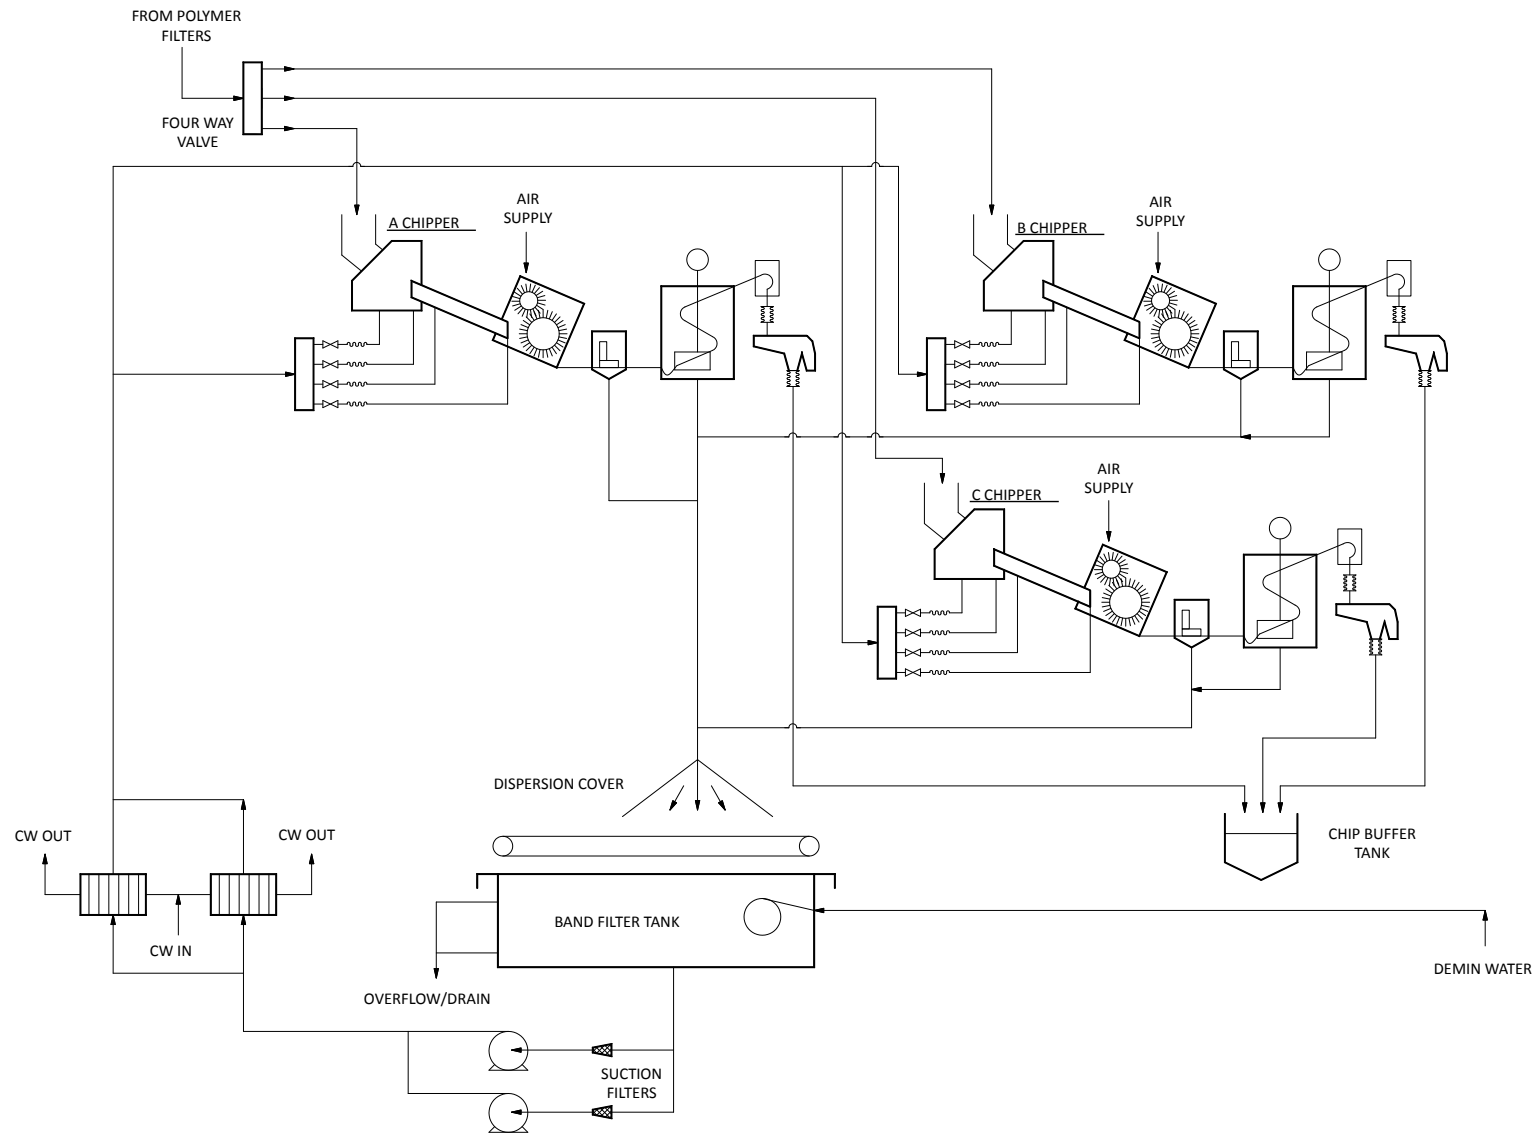 FROM POLYMER
FILTERS
FOUR WAY
VALVE
A CHIPPER
AIR
SUPPLY
B CHIPPER
AIR
SUPPLY
C CHIPPER
AIR
SUPPLY
DISPERSION COVER
CW OUT
CW OUT
CHIP BUFFER
TANK
BAND FILTER TANK
CW IN
DEMIN WATER
OVERFLOW/DRAIN
SUCTION
FILTERS